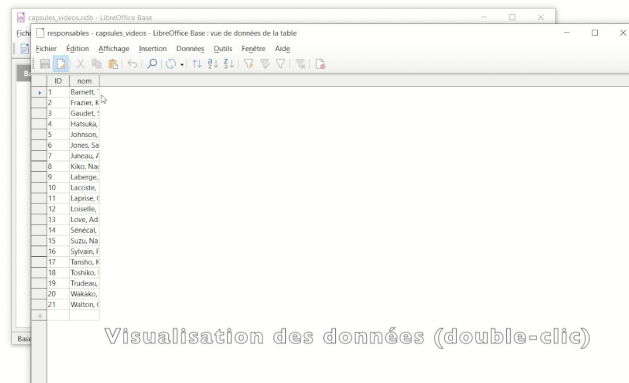 capsules_videos.odb - LibreOffice Base
responsables - capsules_videos - LibreOffice Base : vue de données de la table
Fichier Édition Affichage Insertion Données Outils Fenêtre Aide
ID nom
1 Barnett,
2 Frazier, K
3 Gaudet, S
4 Hatsuka,
5 Johnson,
6 Jones, Sa
7 Juneau, A
8 Kiko, Nao
9 Laberge,
10 Lacoste,
11 Laprise, C
12 Loiselle,
13 Love, Ad
14 Sénécal,
15 Suzu, Na
16 Sylvain, F
17 Tansho, K
18 Toshiko,
19 Trudeau,
20 Wakako,
21 Walton, C
Visualisation des données (double-clic)